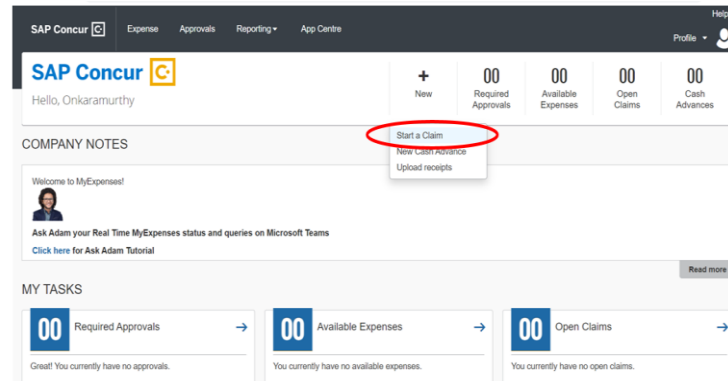 Help
SAP Concur C Expense Approvals Reporting App Centre
Profile
SAP Concur C
Hello, Onkaramurthy
+
New
00
Required
Approvals
00
Available
Expenses
00
Open
Claims
00
Cash
Advances
Start a Claim
New Cash Advance
Upload receipts
COMPANY NOTES
Welcome to MyExpenses!
Ask Adam your Real Time MyExpenses status and queries on Microsoft Teams
Click here for Ask Adam Tutorial
Read more
MY TASKS
00 Required Approvals
Great! You currently have no approvals.
00 Available Expenses
You currently have no available expenses.
00 Open Claims
You currently have no open claims.